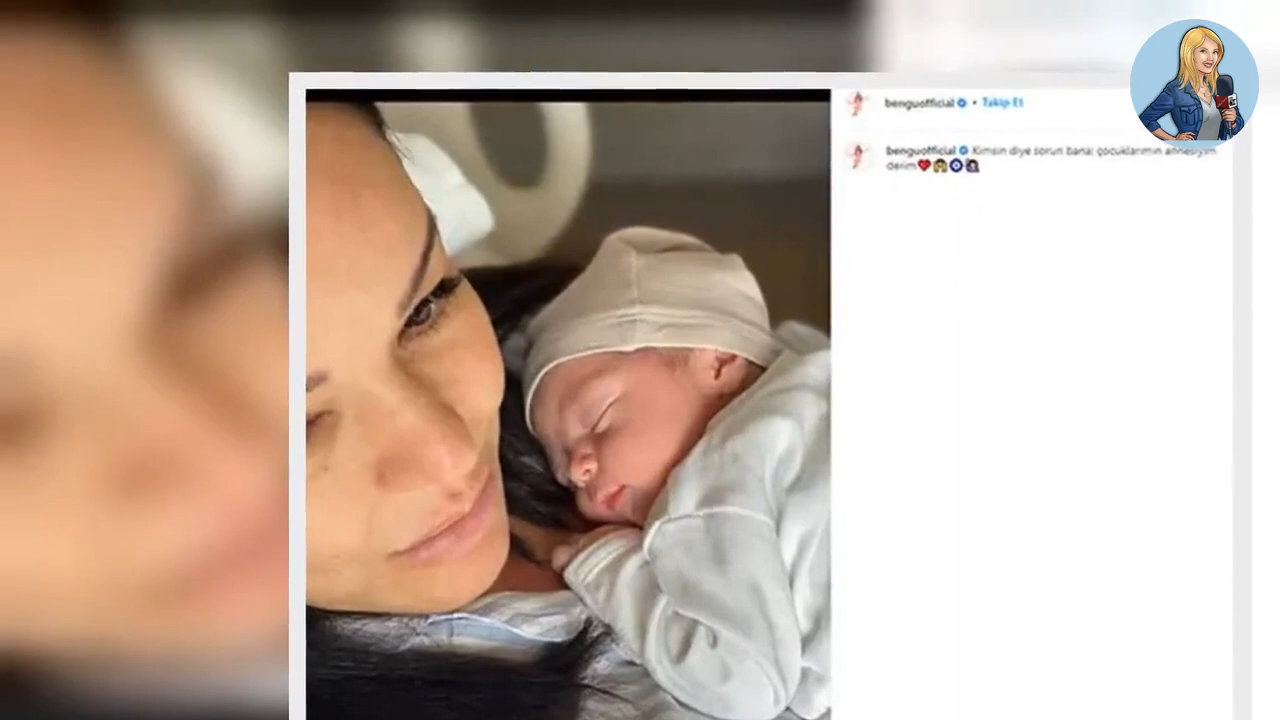 benguofficial • Takip Et
benguofficial Kimsin diye sorun bana; çocuklarımın annesiyim
derim